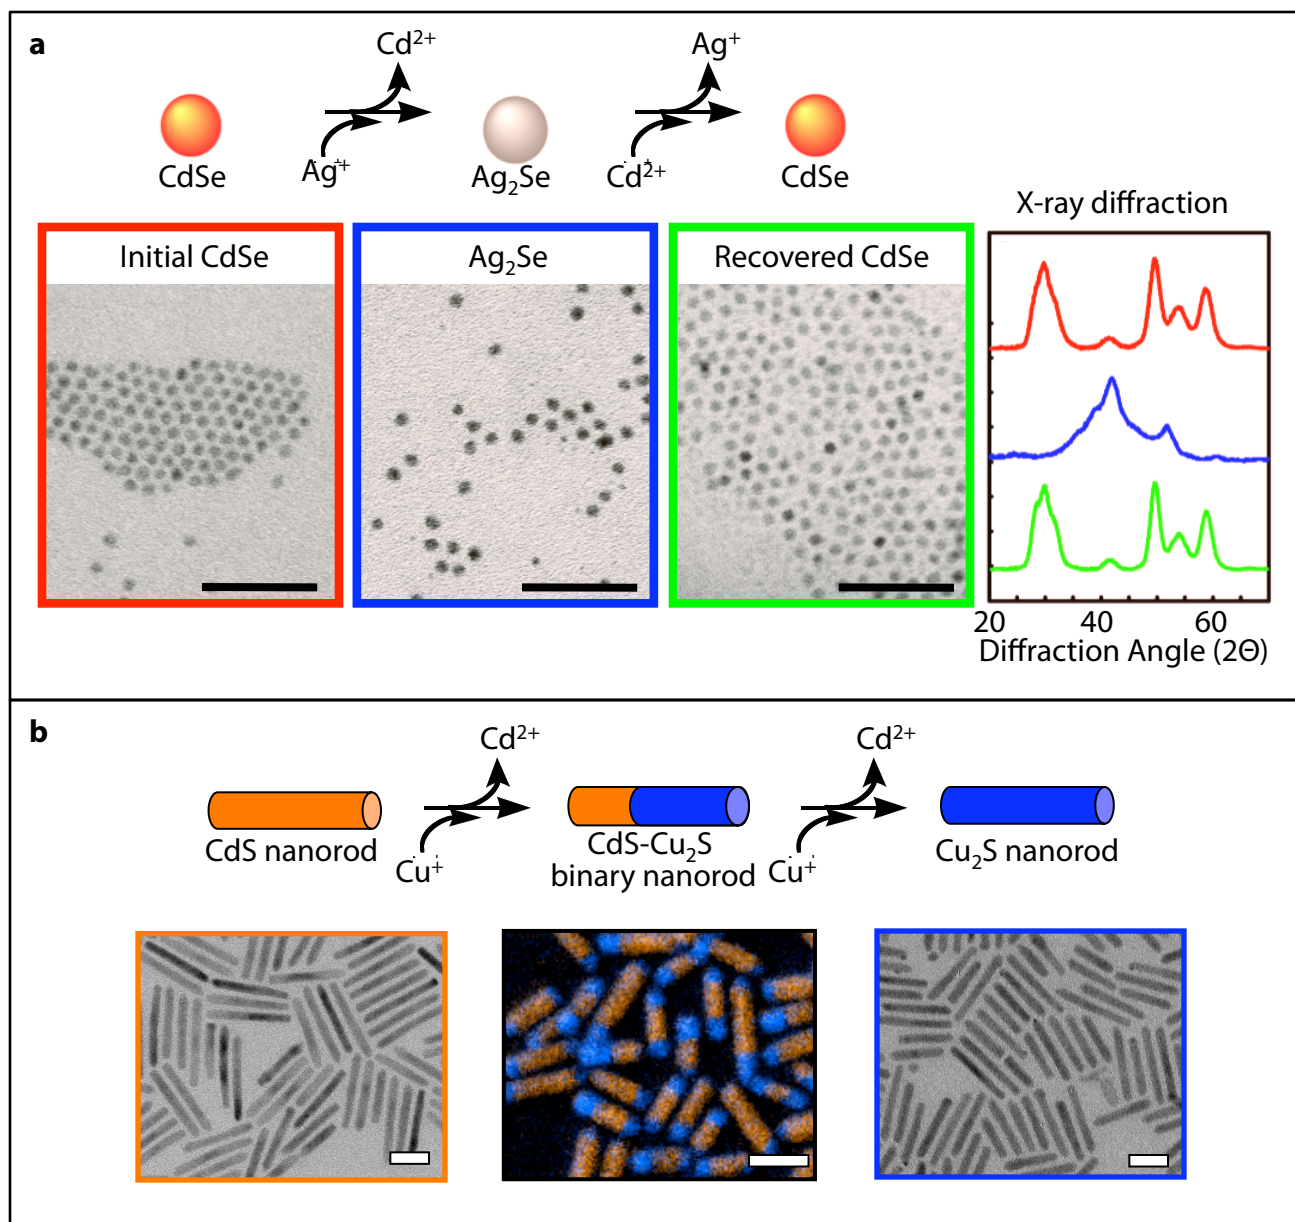 a
Cd²⁺
Ag⁺
CdSe
Ag⁺
Ag₂Se
Cd²⁺
CdSe
X-ray diffraction
Initial CdSe
Ag₂Se
Recovered CdSe
20
40
60
Diffraction Angle (2Θ)
b
Cd²⁺
Cd²⁺
CdS nanorod
Cu⁺
CdS-Cu₂S
binary nanorod
Cu⁺
Cu₂S nanorod